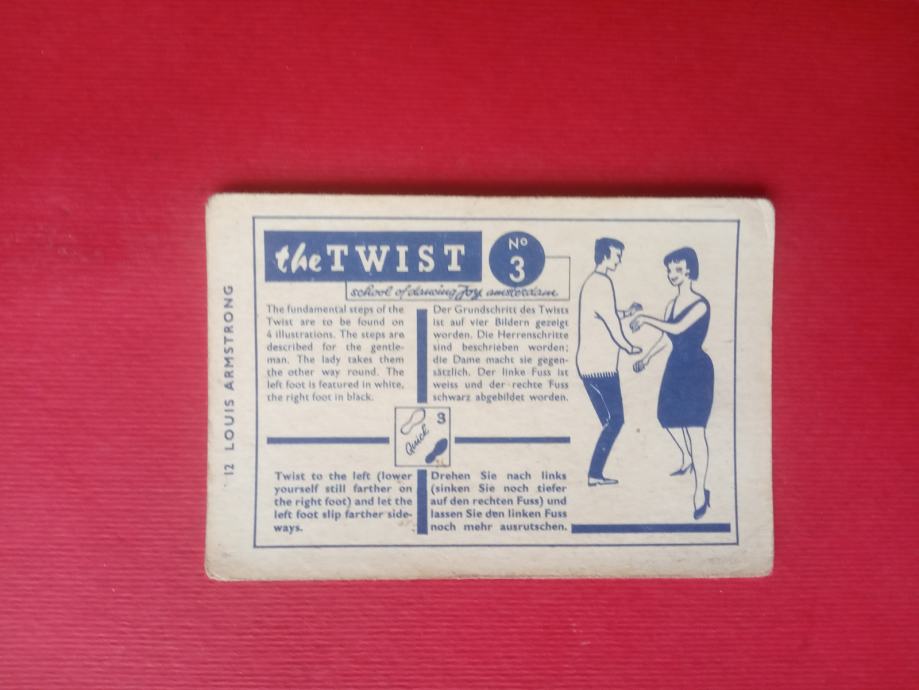 12 LOUIS ARMSTRONG
the TWIST
No 3
school of dancing Joy amsterdam
The fundamental steps of the
Twist are to be found on
4 illustrations. The steps are
described for the gentle-
man. The lady takes them
the other way round. The
left foot is featured in white,
the right foot in black.
Der Grundschritt des Twists
ist auf vier Bildern gezeigt
worden. Die Herrenschritte
sind beschrieben worden;
die Dame macht sie gegen-
sätzlich. Der linke Fuss ist
weiss und der rechte Fuss
schwarz abgebildet worden.
3
Quick
Twist to the left (lower
yourself still farther on
the right foot) and let the
left foot slip farther side-
ways.
Drehen Sie nach links
(sinken Sie noch tiefer
auf den rechten Fuss) und
lassen Sie den linken Fuss
noch mehr ausrutschen.